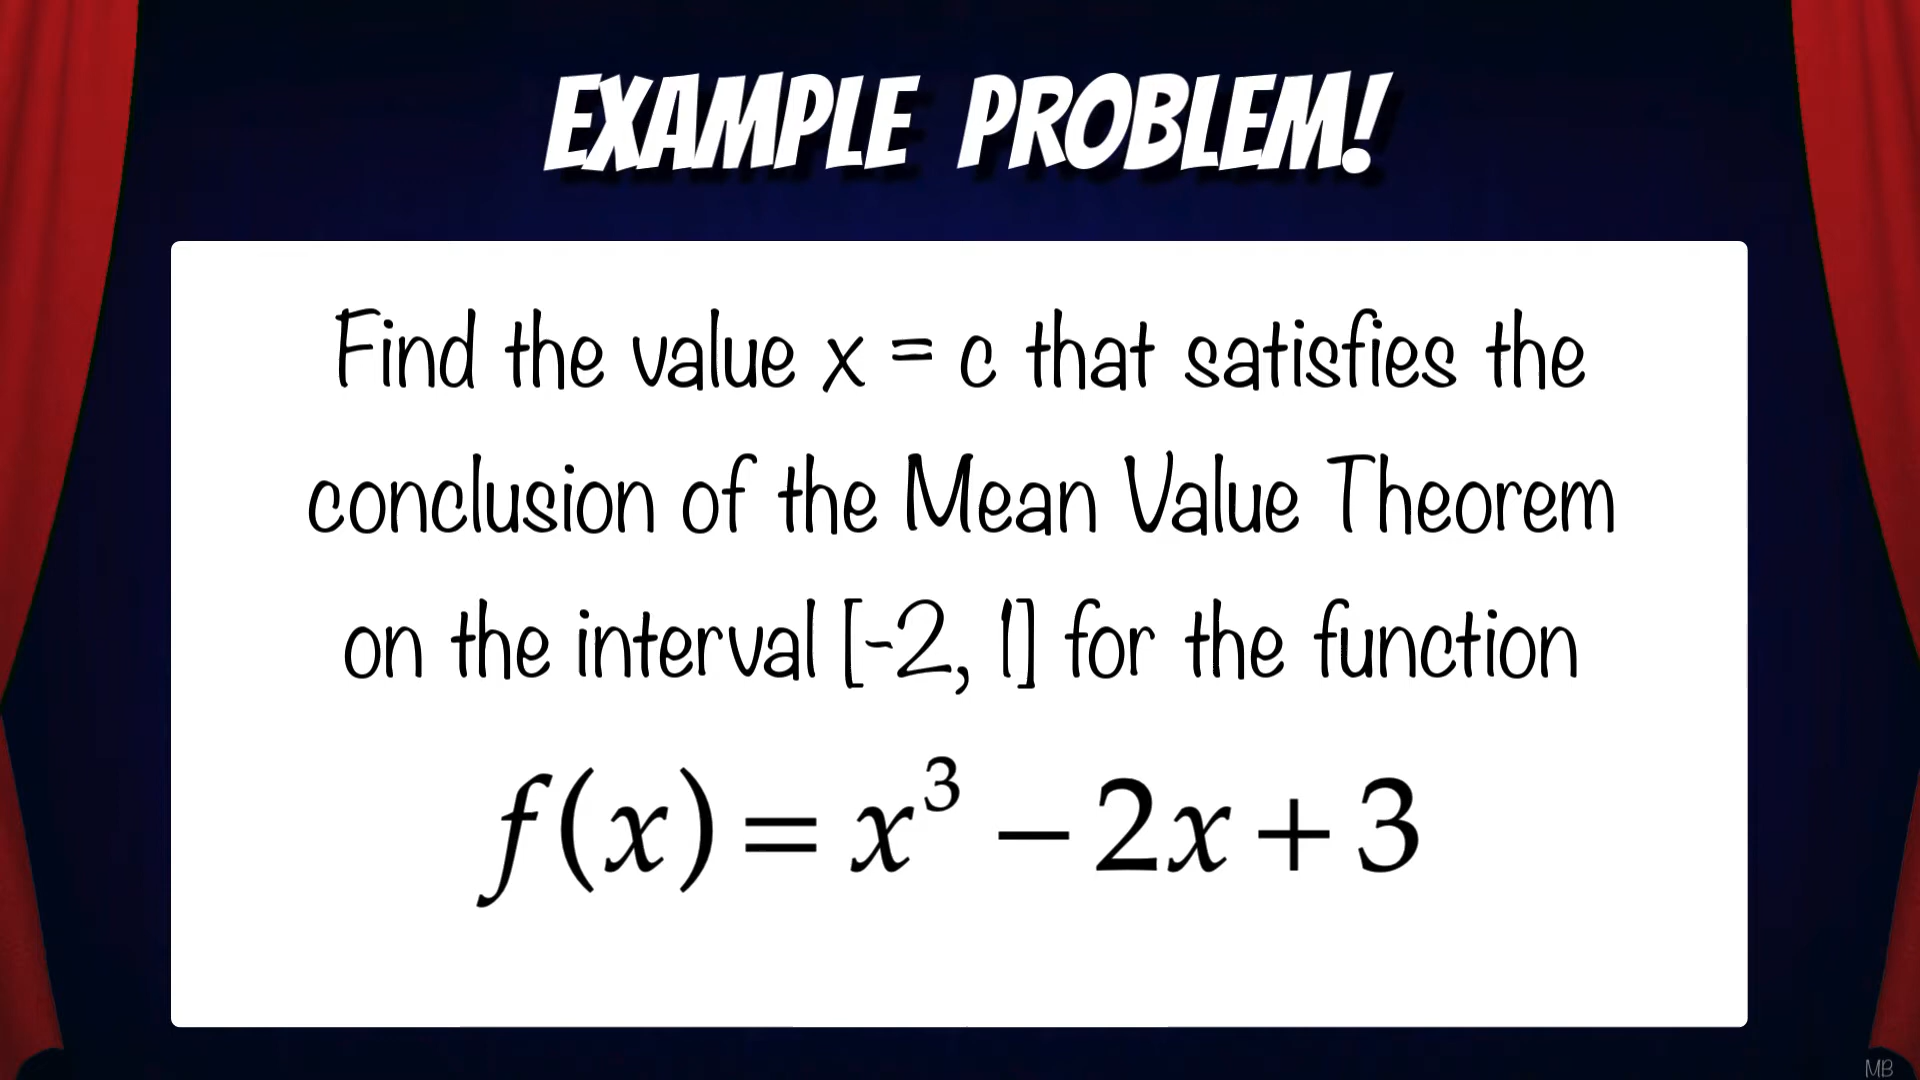 EXAMPLE PROBLEM!
Find the value x = c that satisfies the
conclusion of the Mean Value Theorem
on the interval [-2, 1] for the function
f(x) = x³ − 2x + 3
MB